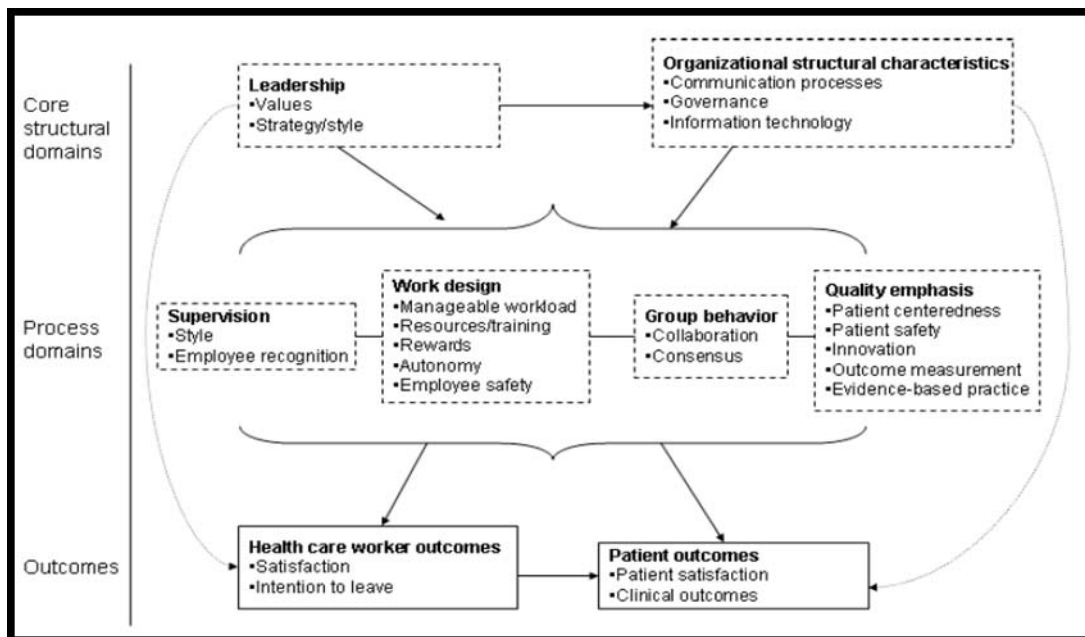 Core
structural
domains
Leadership
▪Values
▪Strategy/style
Organizational structural characteristics
▪Communication processes
▪Governance
▪Information technology
Process
domains
Supervision
▪Style
▪Employee recognition
Work design
▪Manageable workload
▪Resources/training
▪Rewards
▪Autonomy
▪Employee safety
Group behavior
▪Collaboration
▪Consensus
Quality emphasis
▪Patient centeredness
▪Patient safety
▪Innovation
▪Outcome measurement
▪Evidence-based practice
Outcomes
Health care worker outcomes
▪Satisfaction
▪Intention to leave
Patient outcomes
▪Patient satisfaction
▪Clinical outcomes